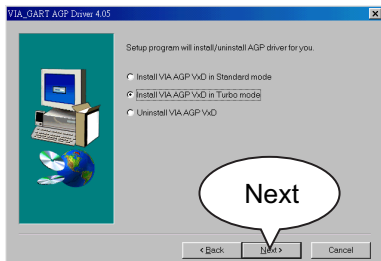 VIA_GART AGP Driver 4.05
Setup program will install/uninstall AGP driver for you.
Install VIA AGP VxD in Standard mode
Install VIA AGP VxD in Turbo mode
Uninstall VIA AGP VxD
Next
< Back Next > Cancel